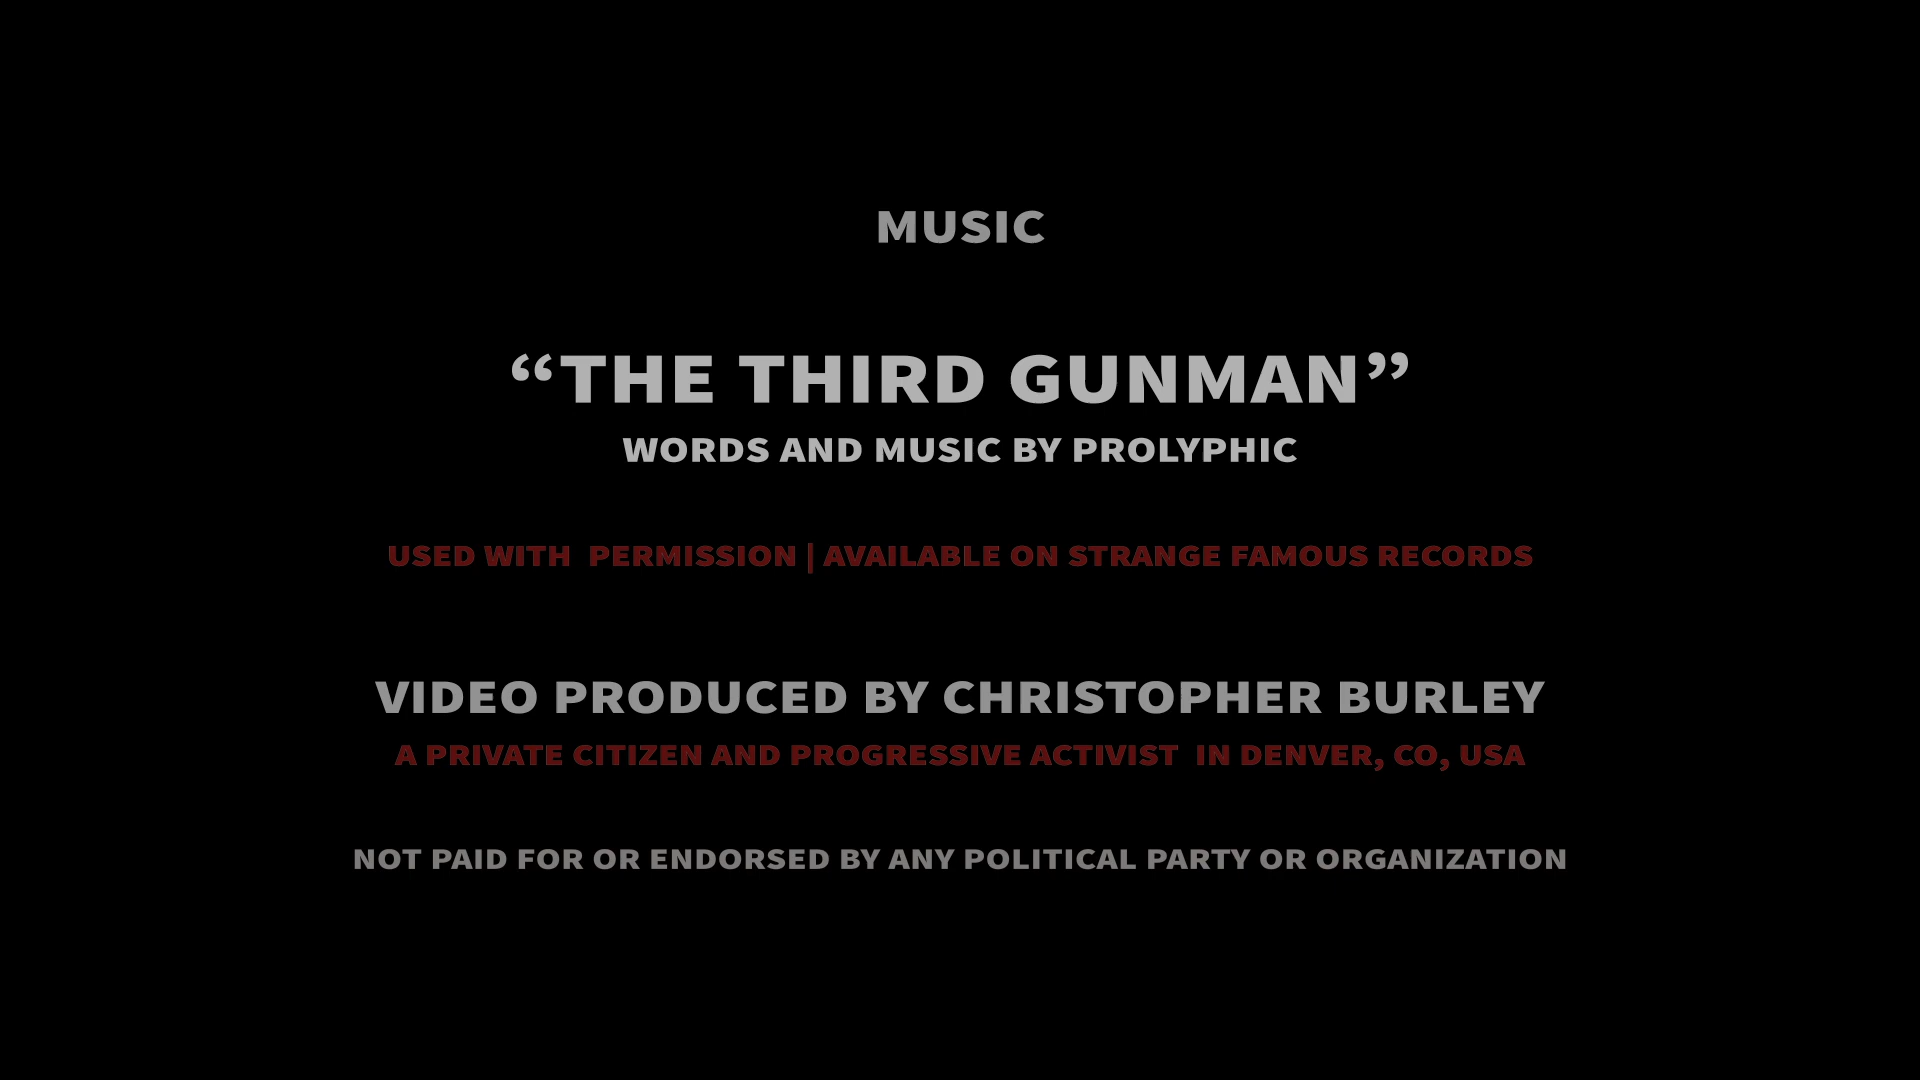 MUSIC
“THE THIRD GUNMAN”
WORDS AND MUSIC BY PROLYPHIC
USED WITH  PERMISSION | AVAILABLE ON STRANGE FAMOUS RECORDS
VIDEO PRODUCED BY CHRISTOPHER BURLEY
A PRIVATE CITIZEN AND PROGRESSIVE ACTIVIST  IN DENVER, CO, USA
NOT PAID FOR OR ENDORSED BY ANY POLITICAL PARTY OR ORGANIZATION